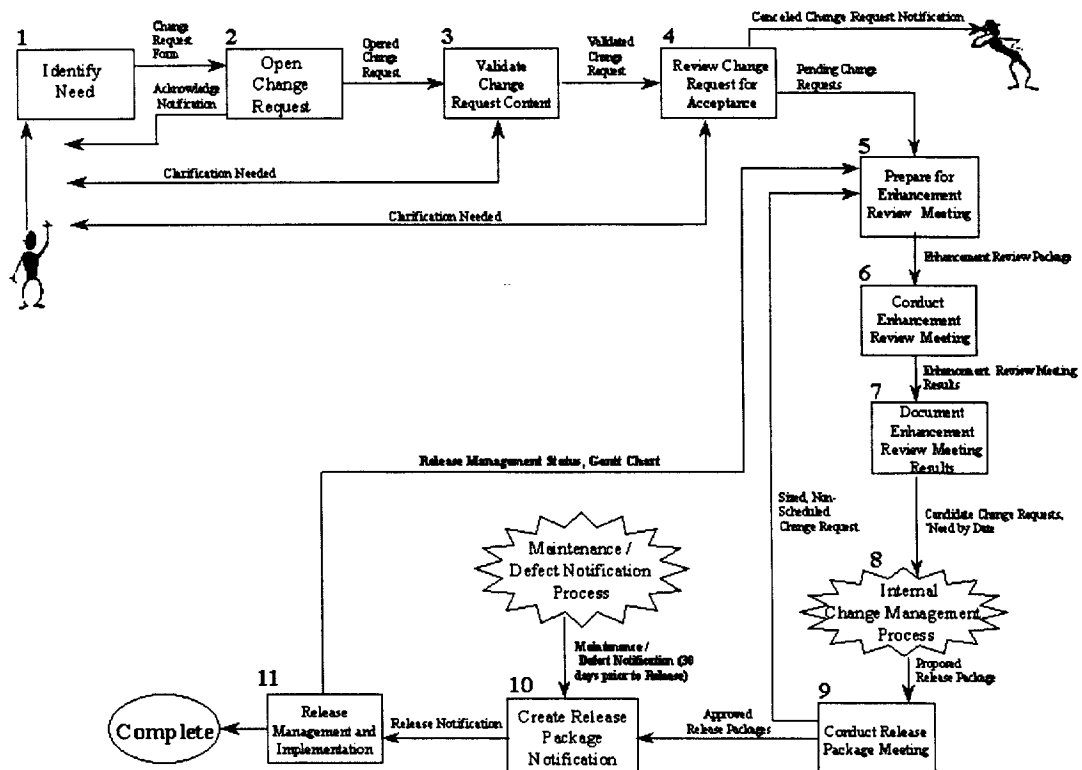 1
Identify
Need
Change
Request
Form
Acknowledge
Notification
2
Open
Change
Request
Opened
Change
Request
3
Validate
Change
Request Content
Validated
Change
Request
4
Review Change
Request for
Acceptance
Canceled Change Request Notification
Pending Change
Requests
Clarification Needed
Clarification Needed
5
Prepare for
Enhancement
Review Meeting
Enhancement Review Package
6
Conduct
Enhancement
Review Meeting
Enhancement Review Meeting
Results
7
Document
Enhancement
Review Meeting
Results
Release Management Status, Gantt Chart
Sized, Non-
Scheduled
Change Request
Candidate Change Requests,
"Need by Date
Maintenance /
Defect Notification
Process
8
Internal
Change Management
Process
Maintenance /
Defect Notification (30
days prior to Release)
Proposed
Release Package
9
Conduct Release
Package Meeting
Approved
Release Packages
10
Create Release
Package
Notification
Release Notification
11
Release
Management and
Implementation
Complete